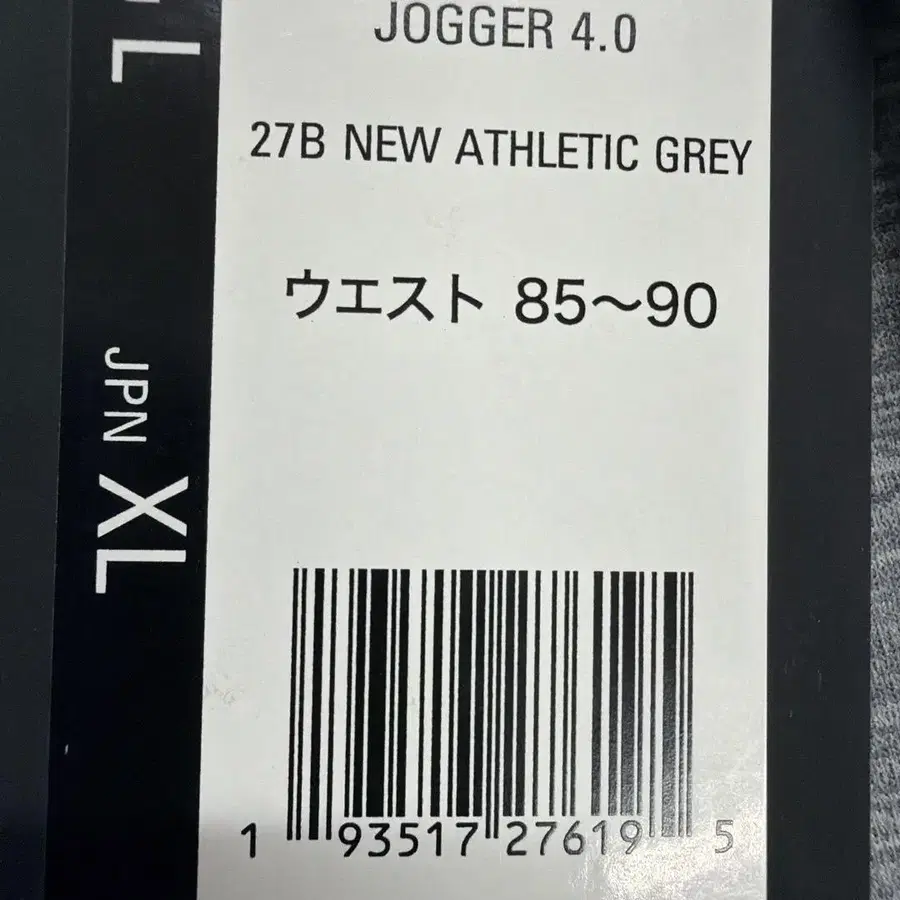 L
JPN XL
JOGGER 4.0
27B NEW ATHLETIC GREY
ウエスト 85～90
1 93517 27619 5